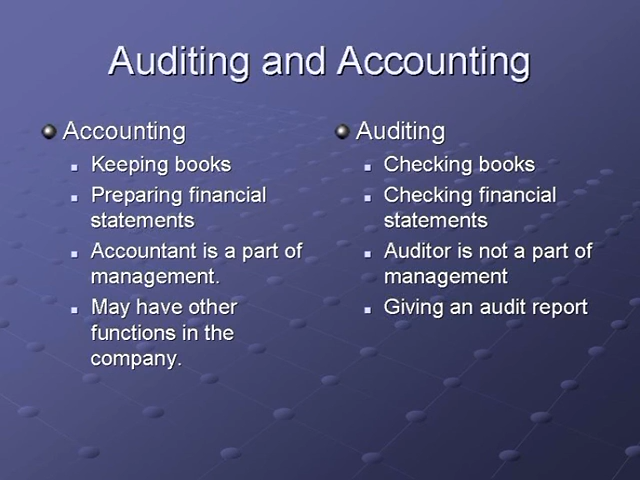 Auditing and Accounting
Accounting
Keeping books
Preparing financial
statements
Accountant is a part of
management.
May have other
functions in the
company.
Auditing
Checking books
Checking financial
statements
Auditor is not a part of
management
Giving an audit report